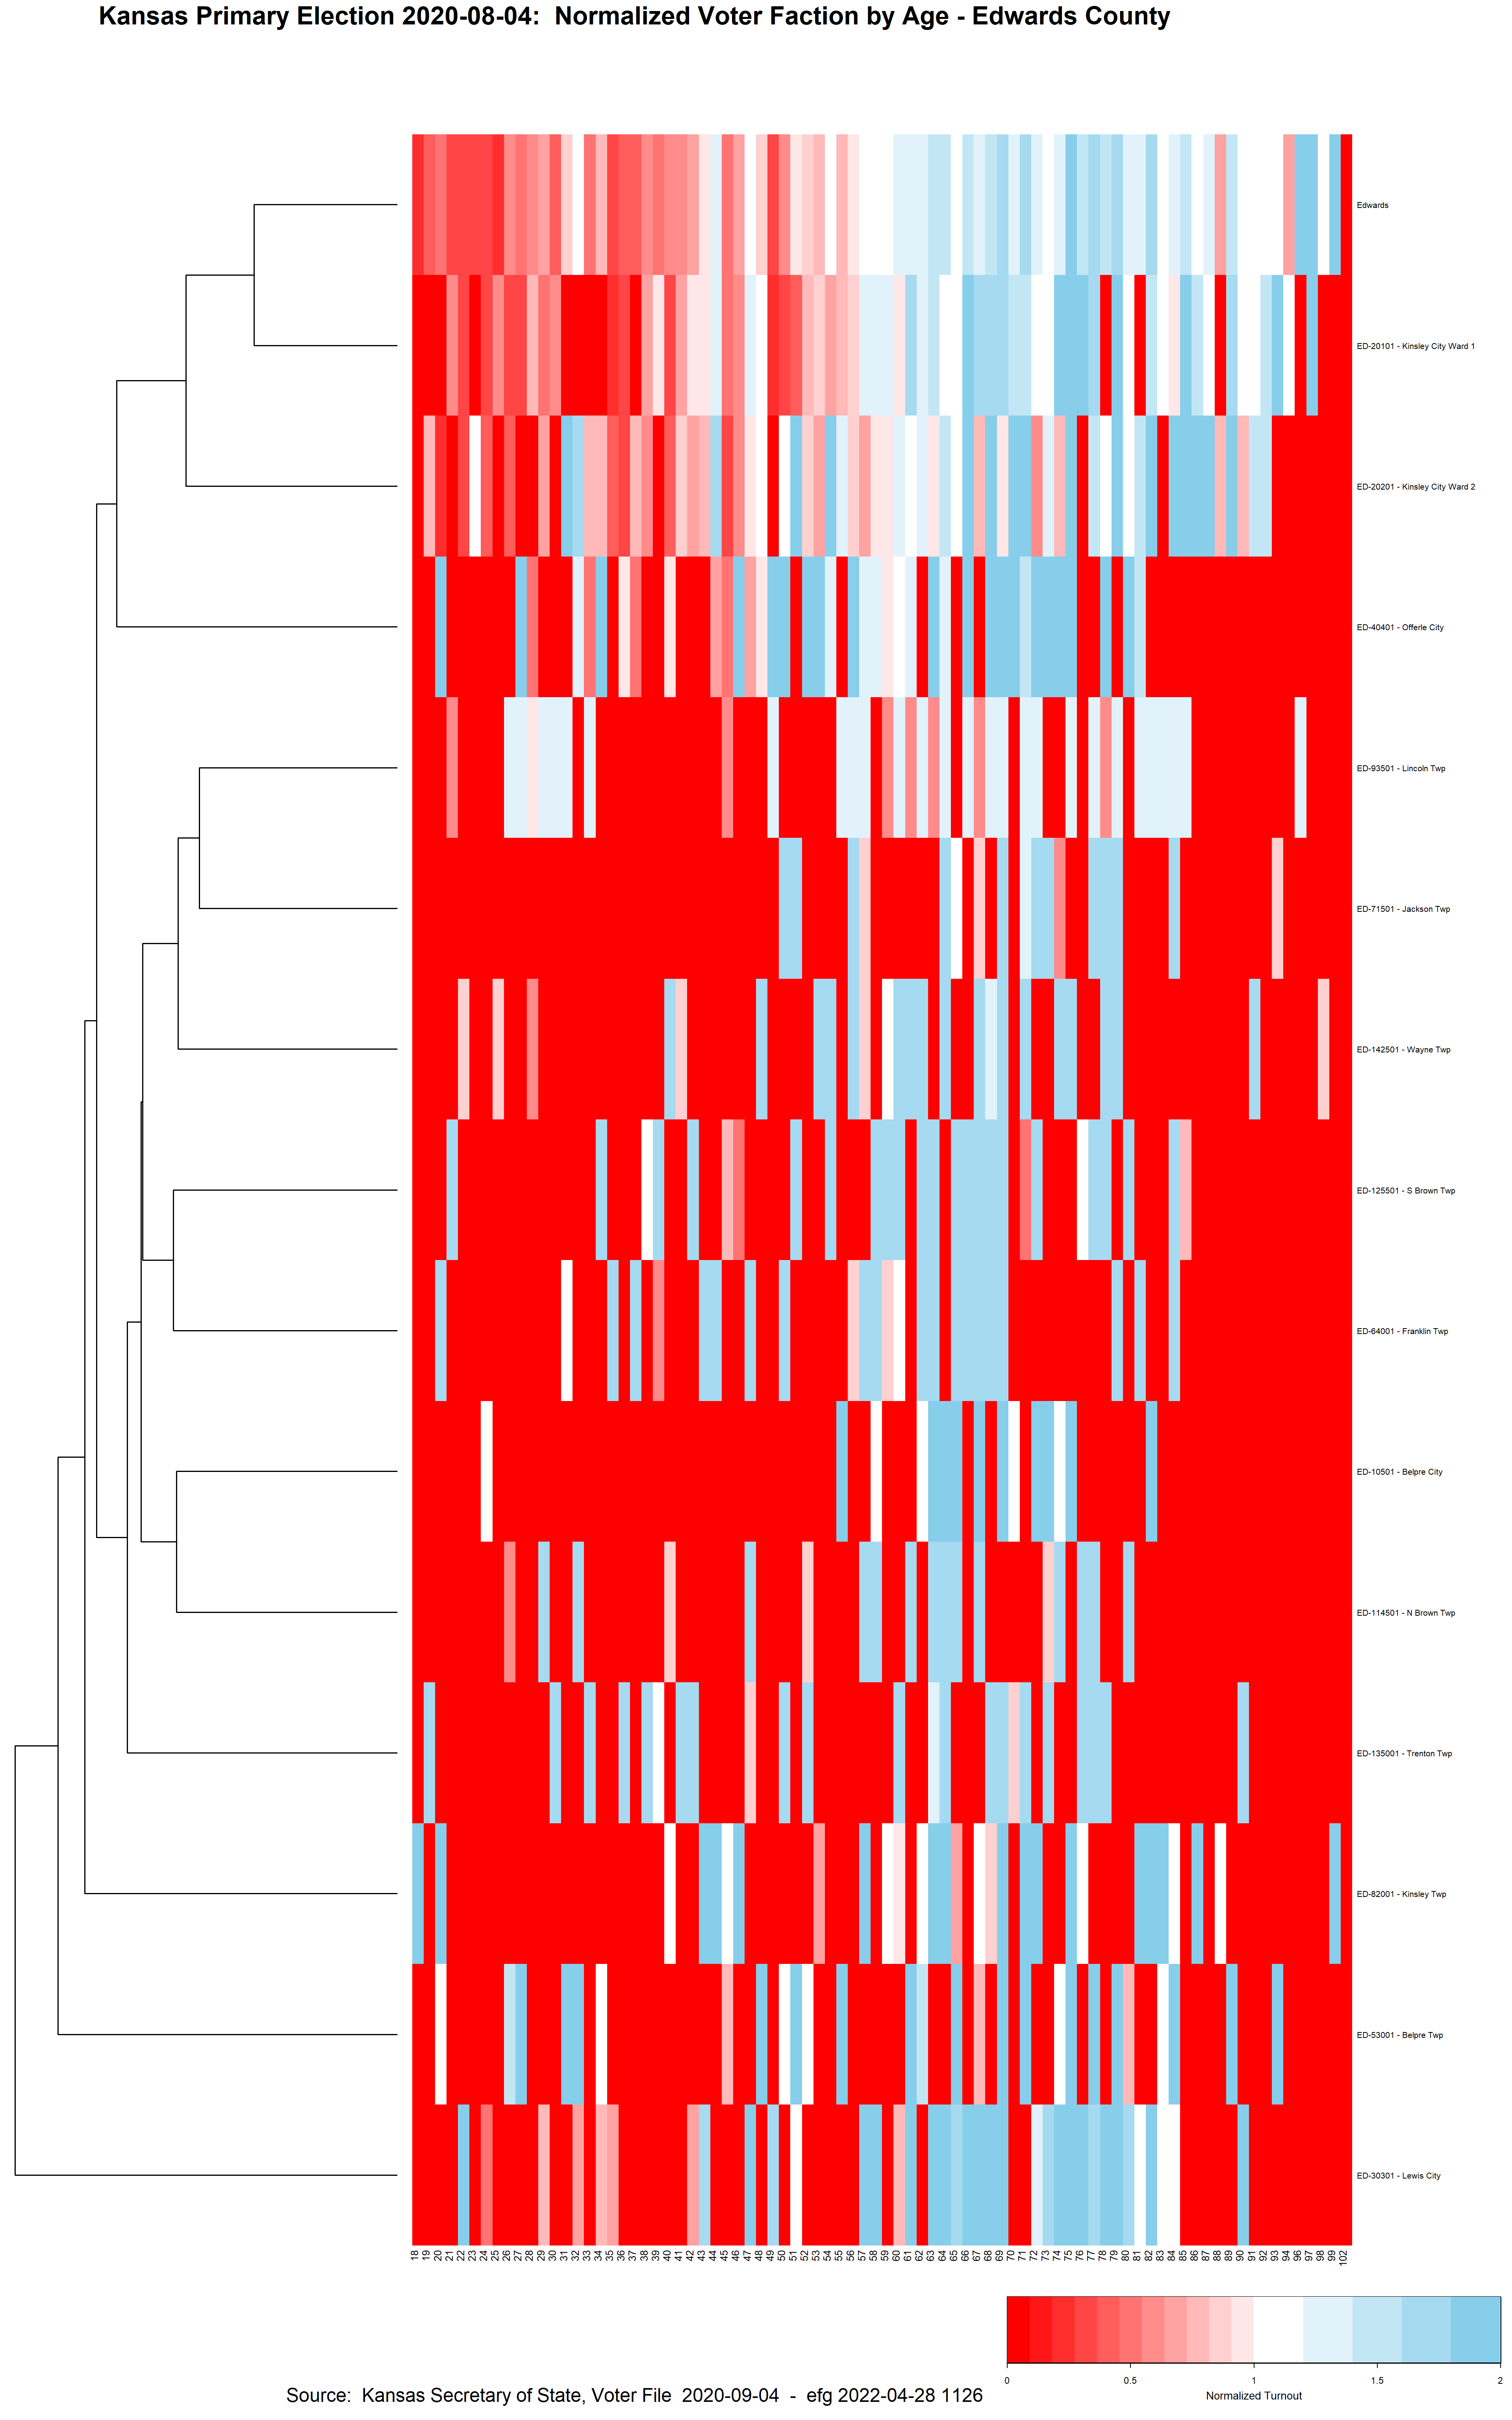 Kansas Primary Election 2020-08-04:  Normalized Voter Faction by Age - Edwards County
Edwards
ED-20101 - Kinsley City Ward 1
ED-20201 - Kinsley City Ward 2
ED-40401 - Offerle City
ED-93501 - Lincoln Twp
ED-71501 - Jackson Twp
ED-142501 - Wayne Twp
ED-125501 - S Brown Twp
ED-64001 - Franklin Twp
ED-10501 - Belpre City
ED-114501 - N Brown Twp
ED-135001 - Trenton Twp
ED-82001 - Kinsley Twp
ED-53001 - Belpre Twp
ED-30301 - Lewis City
18 19 20 21 22 23 24 25 26 27 28 29 30 31 32 33 34 35 36 37 38 39 40 41 42 43 44 45 46 47 48 49 50 51 52 53 54 55 56 57 58 59 60 61 62 63 64 65 66 67 68 69 70 71 72 73 74 75 76 77 78 79 80 81 82 83 84 85 86 87 88 89 90 91 92 93 94 96 97 98 99 102
0 0.5 1 1.5 2
Normalized Turnout
Source:  Kansas Secretary of State, Voter File  2020-09-04  -  efg 2022-04-28 1126